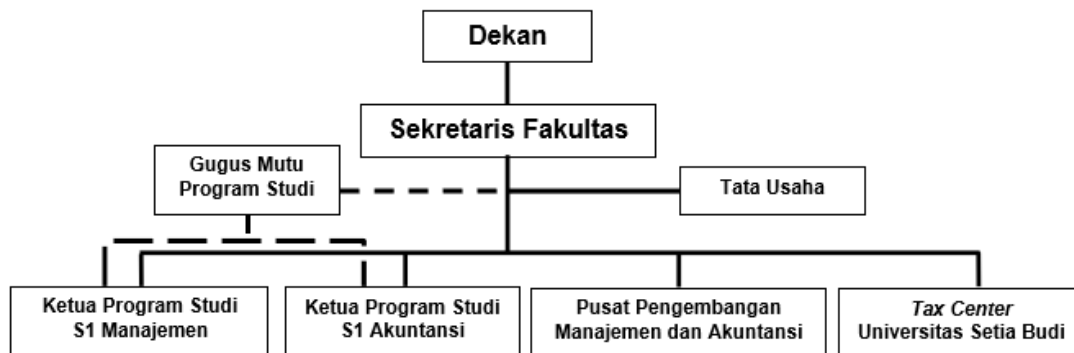 Dekan
Sekretaris Fakultas
Gugus Mutu
Program Studi
Tata Usaha
Ketua Program Studi
S1 Manajemen
Ketua Program Studi
S1 Akuntansi
Pusat Pengembangan
Manajemen dan Akuntansi
Tax Center
Universitas Setia Budi